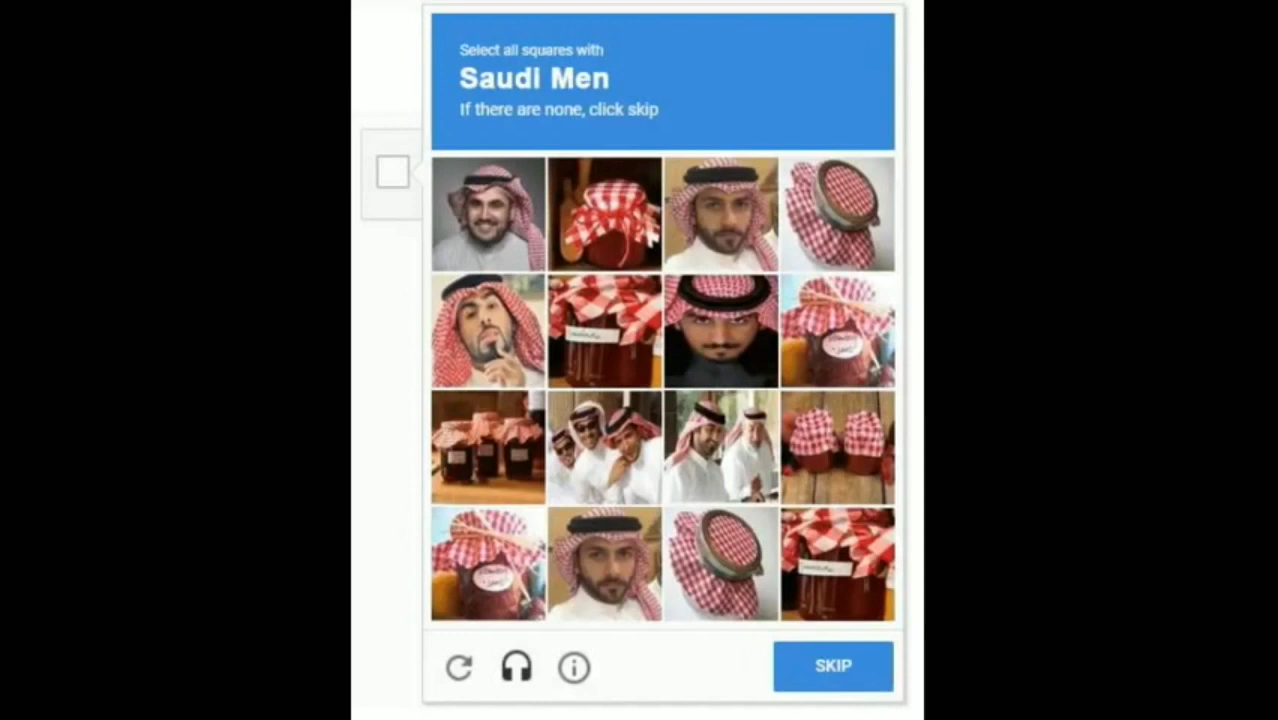 Select all squares with
Saudi Men
If there are none, click skip
SKIP